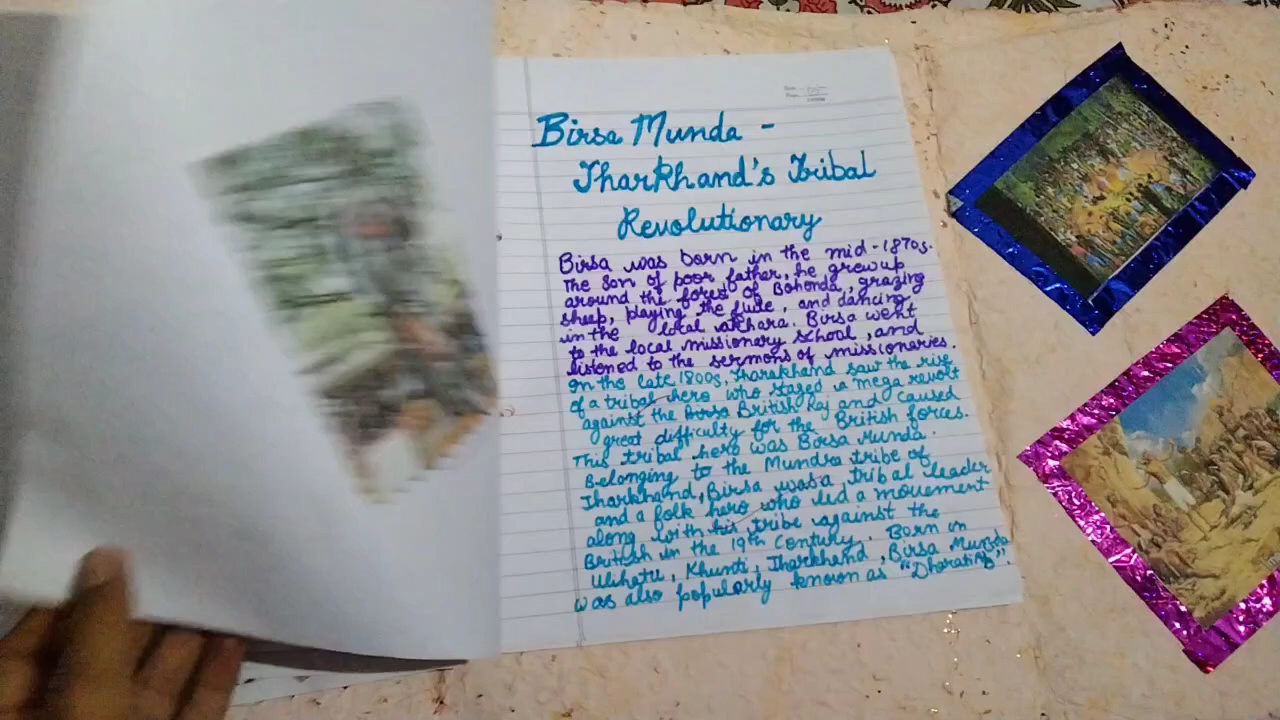 Birsa Munda -
Jharkhand's Tribal
Revolutionary
Birsa was born in the mid-1870s.
The son of poor father, he grew up
around the forest of Bohonda, grazing
sheep, playing the flute, and dancing
in the local akhara. Birsa went
to the local missionary school, and
listened to the sermons of missionaries.
In the late 1800s, Jharakhand saw the rise
of a tribal hero who staged a mega revolt
against the British Raj and caused
great difficulty for the British forces.
This tribal hero was Birsa Munda.
Belonging to the Mundra tribe of
Jharkhand, Birsa was a tribal leader
and a folk hero who led a movement
along with his tribe against the
British in the 19th Century. Born in
Ulihatu, Khunti, Jharkhand, Birsa Munda
was also popularly known as